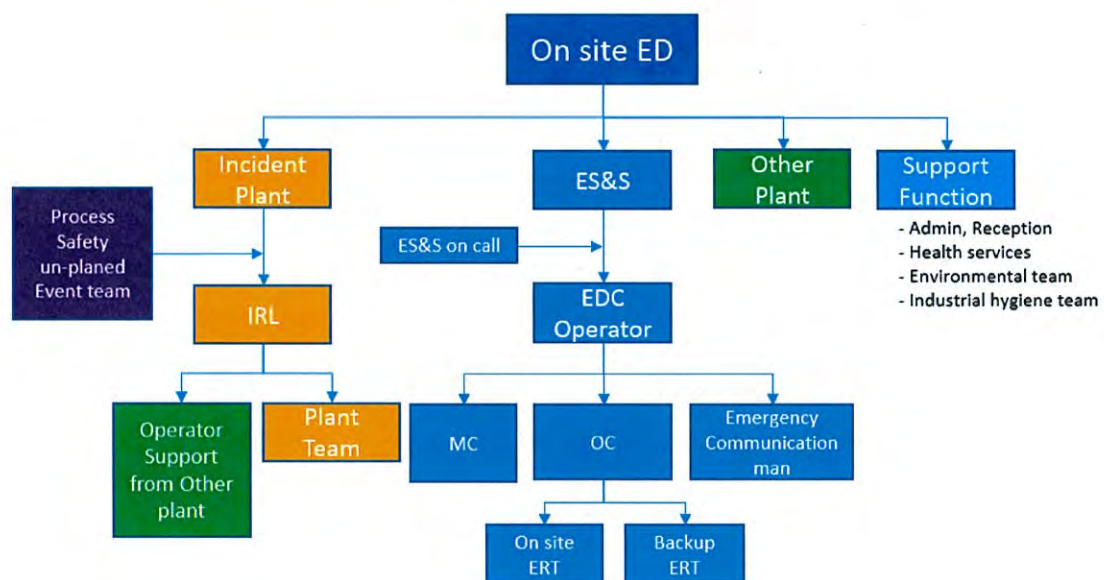 On site ED
Incident
Plant
ES&S
Other
Plant
Support
Function
- Admin, Reception
- Health services
- Environmental team
- Industrial hygiene team
Process
Safety
un-planed
Event team
ES&S on call
IRL
EDC
Operator
Operator
Support
from Other
plant
Plant
Team
MC
OC
Emergency
Communication
man
On site
ERT
Backup
ERT